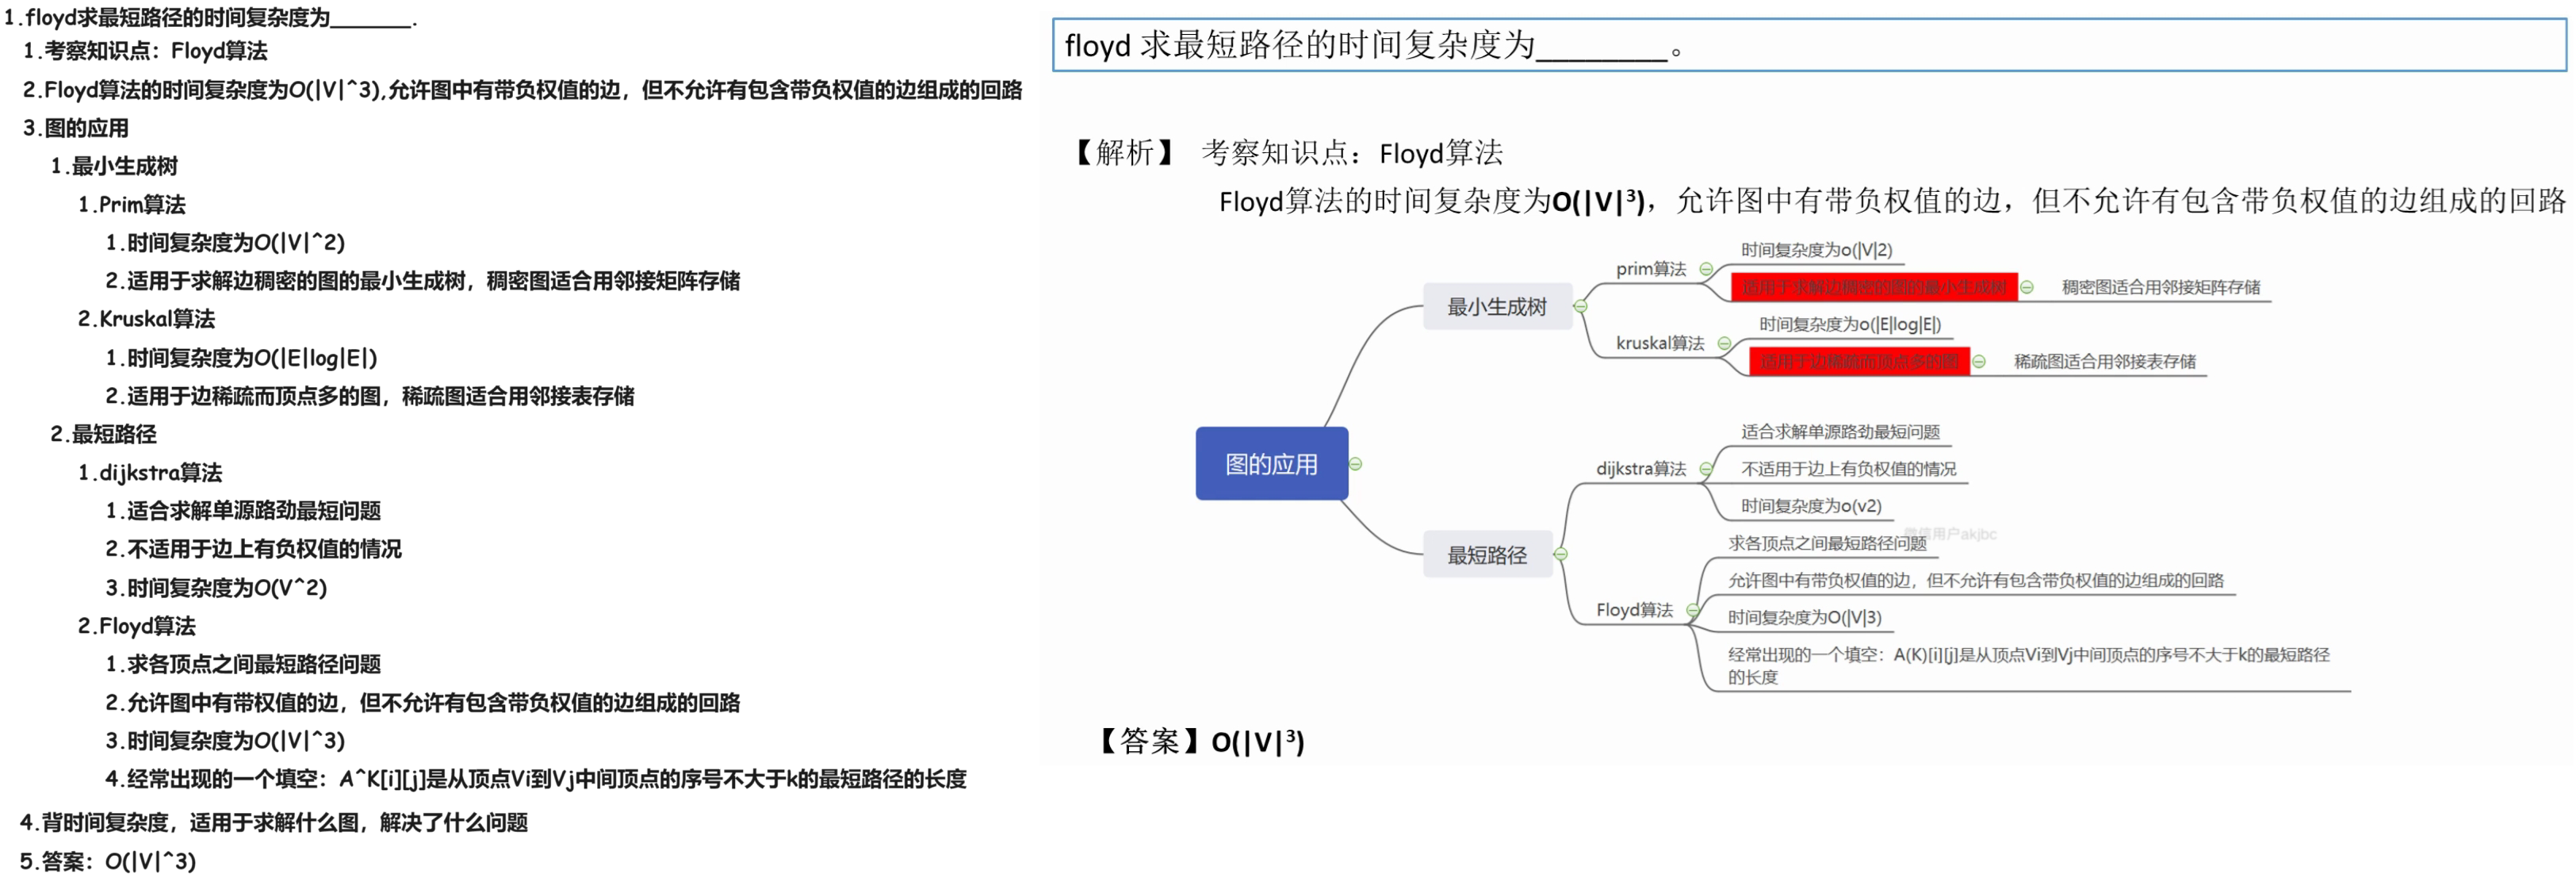 1.floyd求最短路径的时间复杂度为_______.
1.考察知识点：Floyd算法
2.Floyd算法的时间复杂度为O(|V|^3),允许图中有带负权值的边，但不允许有包含带负权值的边组成的回路
3.图的应用
1.最小生成树
1.Prim算法
1.时间复杂度为O(|V|^2)
2.适用于求解边稠密的图的最小生成树，稠密图适合用邻接矩阵存储
2.Kruskal算法
1.时间复杂度为O(|E|log|E|)
2.适用于边稀疏而顶点多的图，稀疏图适合用邻接表存储
2.最短路径
1.dijkstra算法
1.适合求解单源路劲最短问题
2.不适用于边上有负权值的情况
3.时间复杂度为O(V^2)
2.Floyd算法
1.求各顶点之间最短路径问题
2.允许图中有带权值的边，但不允许有包含带负权值的边组成的回路
3.时间复杂度为O(|V|^3)
4.经常出现的一个填空：A^K[i][j]是从顶点Vi到Vj中间顶点的序号不大于k的最短路径的长度
4.背时间复杂度，适用于求解什么图，解决了什么问题
5.答案：O(|V|^3)
floyd 求最短路径的时间复杂度为________。
【解析】 考察知识点：Floyd算法
Floyd算法的时间复杂度为O(|V|³)，允许图中有带负权值的边，但不允许有包含带负权值的边组成的回路
图的应用
最小生成树
prim算法
时间复杂度为o(|V|2)
适用于求解边稠密的图的最小生成树
稠密图适合用邻接矩阵存储
kruskal算法
时间复杂度为o(|E|log|E|)
适用于边稀疏而顶点多的图
稀疏图适合用邻接表存储
最短路径
dijkstra算法
适合求解单源路劲最短问题
不适用于边上有负权值的情况
时间复杂度为o(v2)
微信用户akjbc
Floyd算法
求各顶点之间最短路径问题
允许图中有带负权值的边，但不允许有包含带负权值的边组成的回路
时间复杂度为O(|V|3)
经常出现的一个填空：A(K)[i][j]是从顶点Vi到Vj中间顶点的序号不大于k的最短路径
的长度
【答案】O(|V|³)